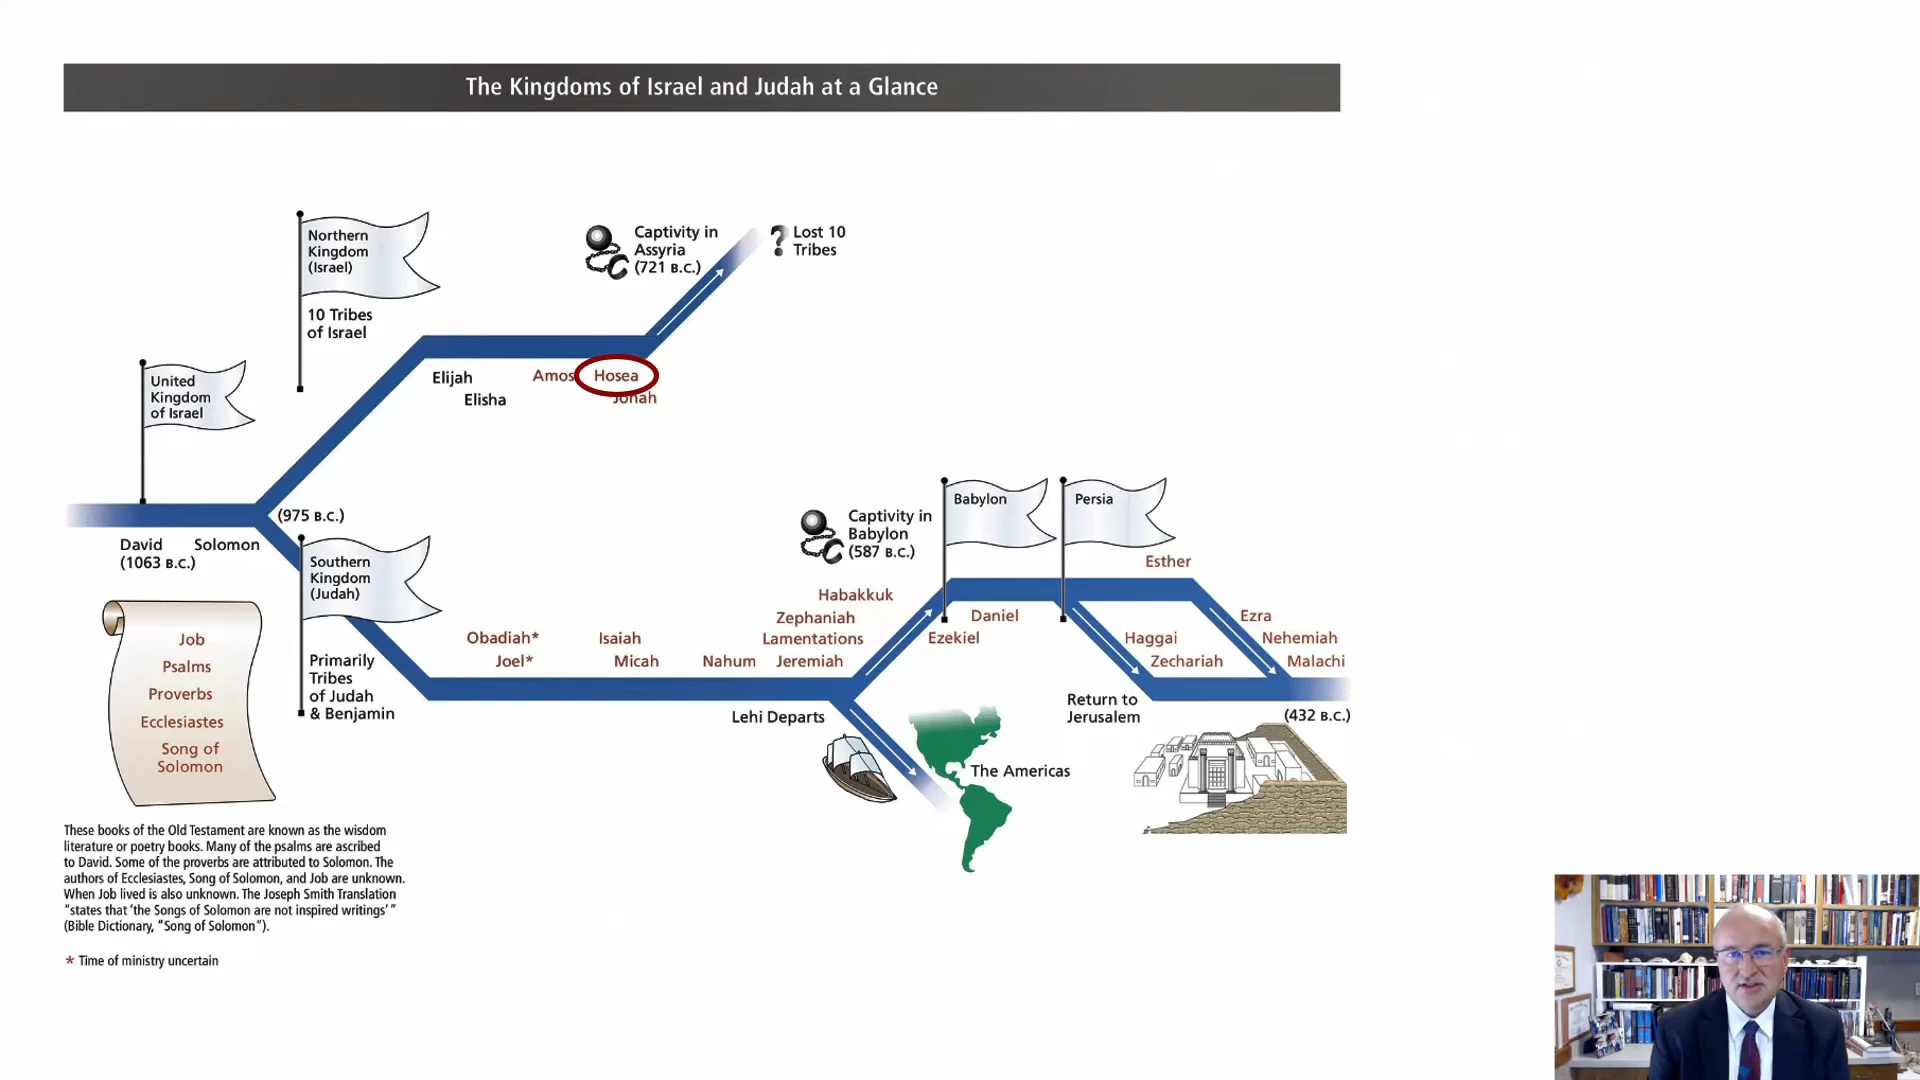 The Kingdoms of Israel and Judah at a Glance
Northern
Kingdom
(Israel)
10 Tribes
of Israel
Captivity in
Assyria
(721 B.C.)
? Lost 10
Tribes
United
Kingdom
of Israel
Elijah
Elisha
Amos
Hosea
Jonah
(975 B.C.)
David
(1063 B.C.)
Solomon
Southern
Kingdom
(Judah)
Primarily
Tribes
of Judah
& Benjamin
Job
Psalms
Proverbs
Ecclesiastes
Song of
Solomon
Obadiah*
Joel*
Isaiah
Micah
Nahum
Habakkuk
Zephaniah
Lamentations
Jeremiah
Captivity in
Babylon
(587 B.C.)
Babylon
Persia
Esther
Daniel
Ezekiel
Haggai
Zechariah
Ezra
Nehemiah
Malachi
Lehi Departs
The Americas
Return to
Jerusalem
(432 B.C.)
These books of the Old Testament are known as the wisdom
literature or poetry books. Many of the psalms are ascribed
to David. Some of the proverbs are attributed to Solomon. The
authors of Ecclesiastes, Song of Solomon, and Job are unknown.
When Job lived is also unknown. The Joseph Smith Translation
“states that ‘the Songs of Solomon are not inspired writings’ ”
(Bible Dictionary, “Song of Solomon”).
* Time of ministry uncertain